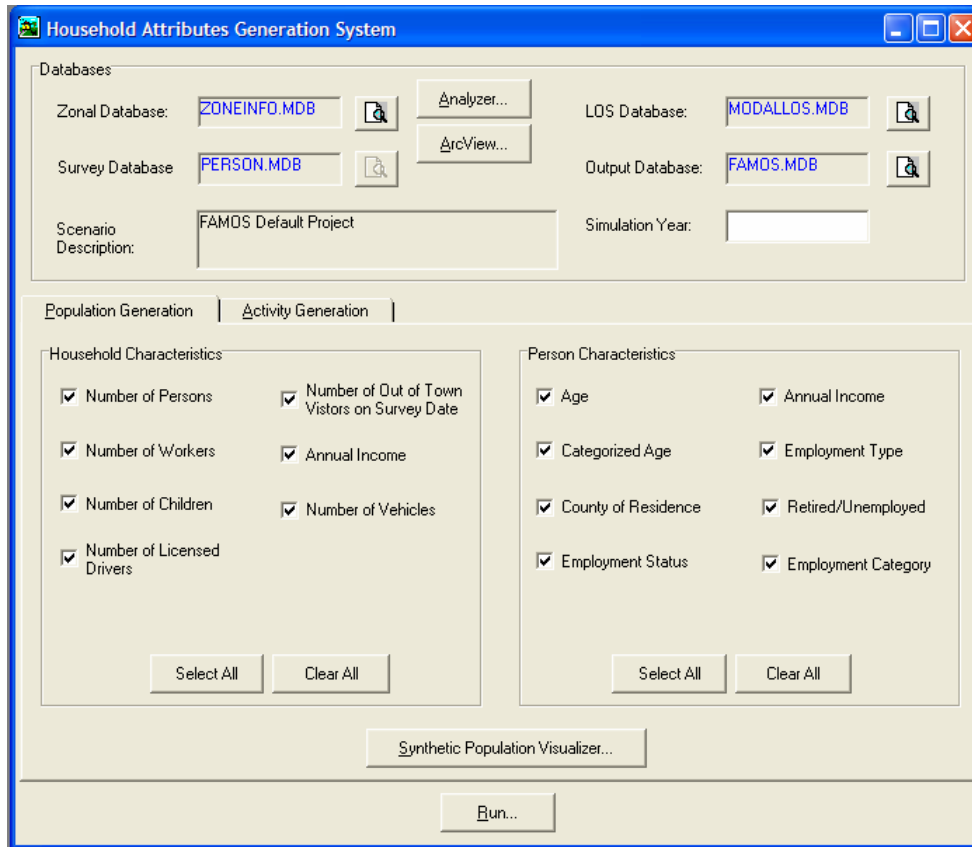 Household Attributes Generation System
Databases
Zonal Database:
ZONEINFO.MDB
Analyzer...
LOS Database:
MODALLOS.MDB
Survey Database
PERSON.MDB
ArcView...
Output Database:
FAMOS.MDB
Scenario
Description:
FAMOS Default Project
Simulation Year:
Population Generation
Activity Generation
Household Characteristics
Number of Persons
Number of Out of Town
Vistors on Survey Date
Number of Workers
Annual Income
Number of Children
Number of Vehicles
Number of Licensed
Drivers
Select All
Clear All
Person Characteristics
Age
Annual Income
Categorized Age
Employment Type
County of Residence
Retired/Unemployed
Employment Status
Employment Category
Select All
Clear All
Synthetic Population Visualizer...
Run...